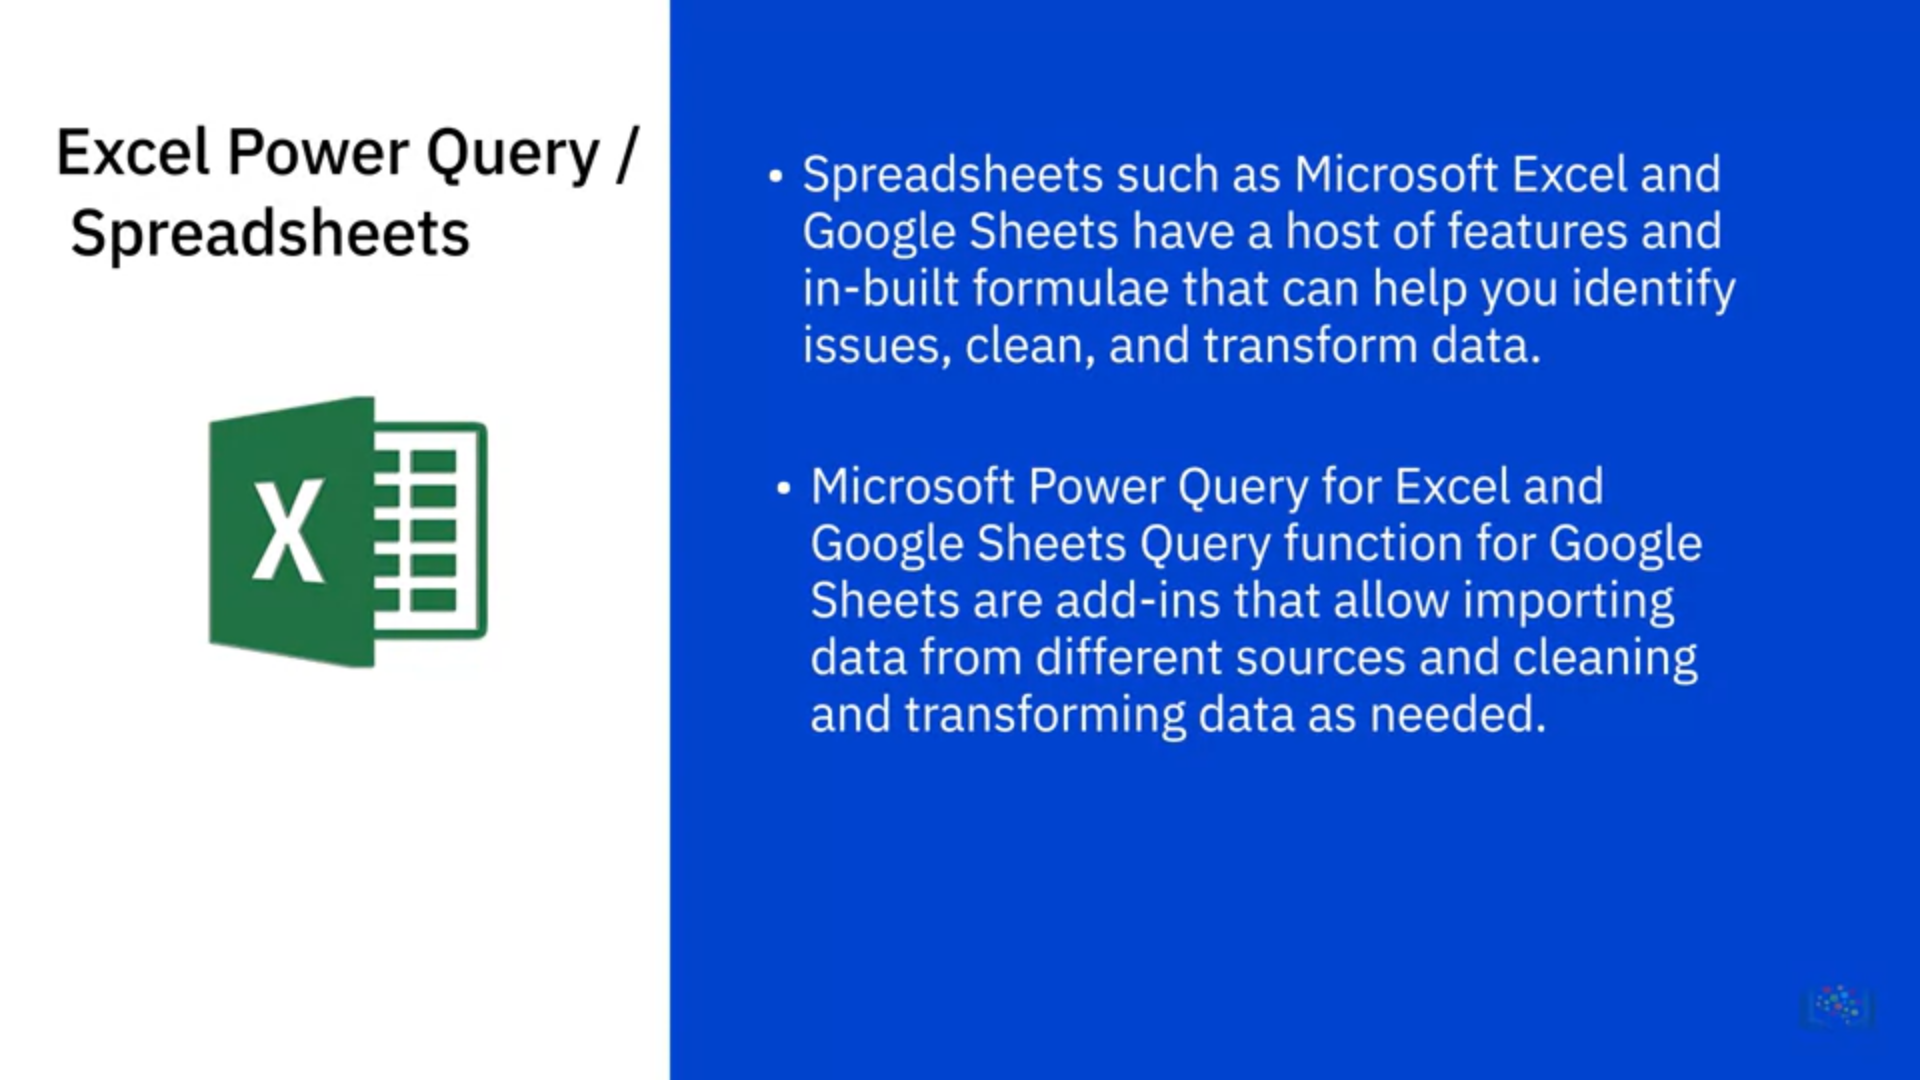 Excel Power Query /
Spreadsheets
X
• Spreadsheets such as Microsoft Excel and
Google Sheets have a host of features and
in-built formulae that can help you identify
issues, clean, and transform data.
• Microsoft Power Query for Excel and
Google Sheets Query function for Google
Sheets are add-ins that allow importing
data from different sources and cleaning
and transforming data as needed.